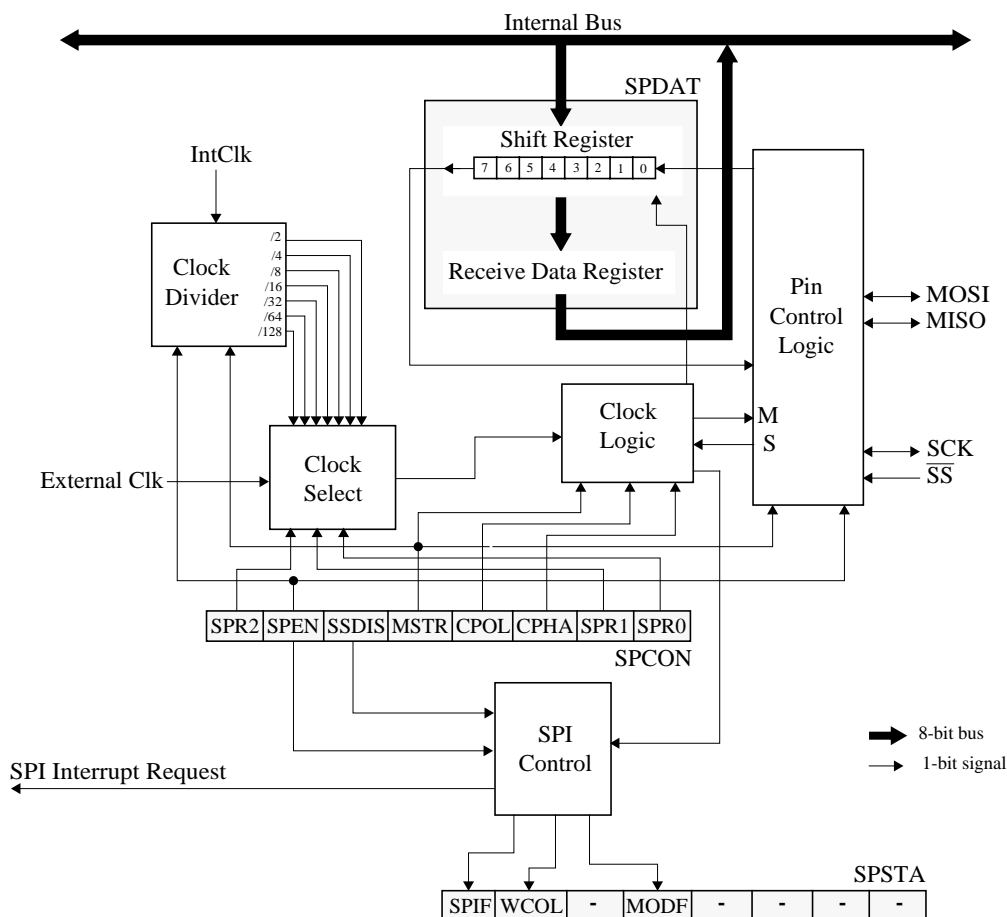 Internal Bus
SPDAT
Shift Register
IntClk
7 6 5 4 3 2 1 0
/2
/4
/8
/16
/32
/64
/128
Clock
Divider
Receive Data Register
Pin
Control
Logic
MOSI
MISO
Clock
Logic
M
S
SCK
SS
External Clk
Clock
Select
SPR2 SPEN SSDIS MSTR CPOL CPHA SPR1 SPR0
SPCON
SPI
Control
8-bit bus
1-bit signal
SPI Interrupt Request
SPSTA
SPIF WCOL - MODF - - - -